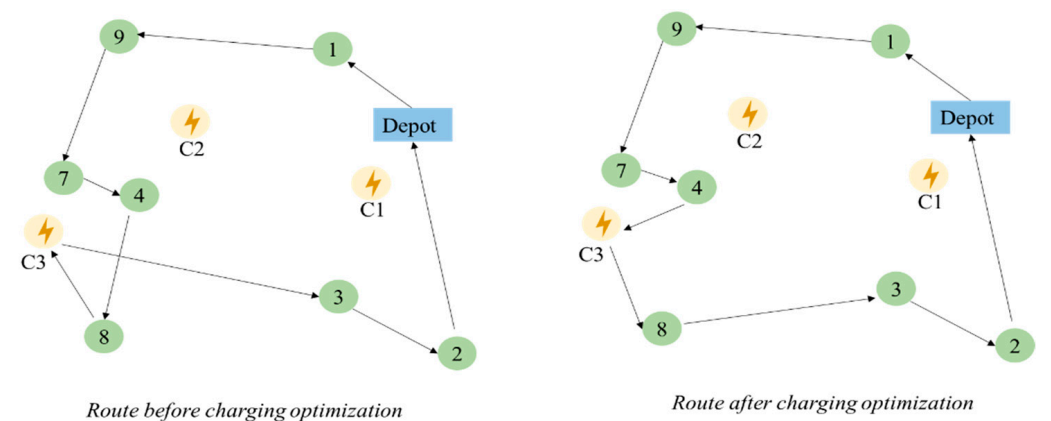 9
1
Depot
C2
7
4
C1
C3
3
8
2
Route before charging optimization
9
1
Depot
C2
7
4
C1
C3
3
8
2
Route after charging optimization